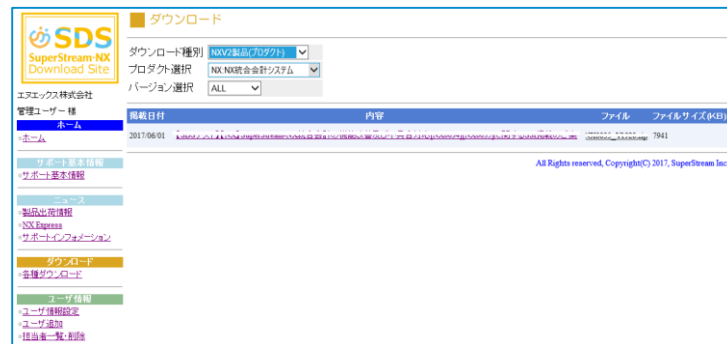 SDS
SuperStream-NX
Download Site
エヌエックス株式会社
管理ユーザー 様
ホーム
ホーム
サポート基本情報
サポート基本情報
ニュース
製品出荷情報
NX Express
サポートインフォメーション
ダウンロード
各種ダウンロード
ユーザ情報
ユーザ情報設定
ユーザ追加
担当者一覧・削除
ダウンロード
ダウンロード種別 NXV2製品(プロダクト)
プロダクト選択 NX:NX統合会計システム
バージョン選択 ALL
掲載日付 内容 ファイル ファイルサイズ(KB)
2017/06/01 7941
All Rights reserved, Copyright(C) 2017, SuperStream Inc